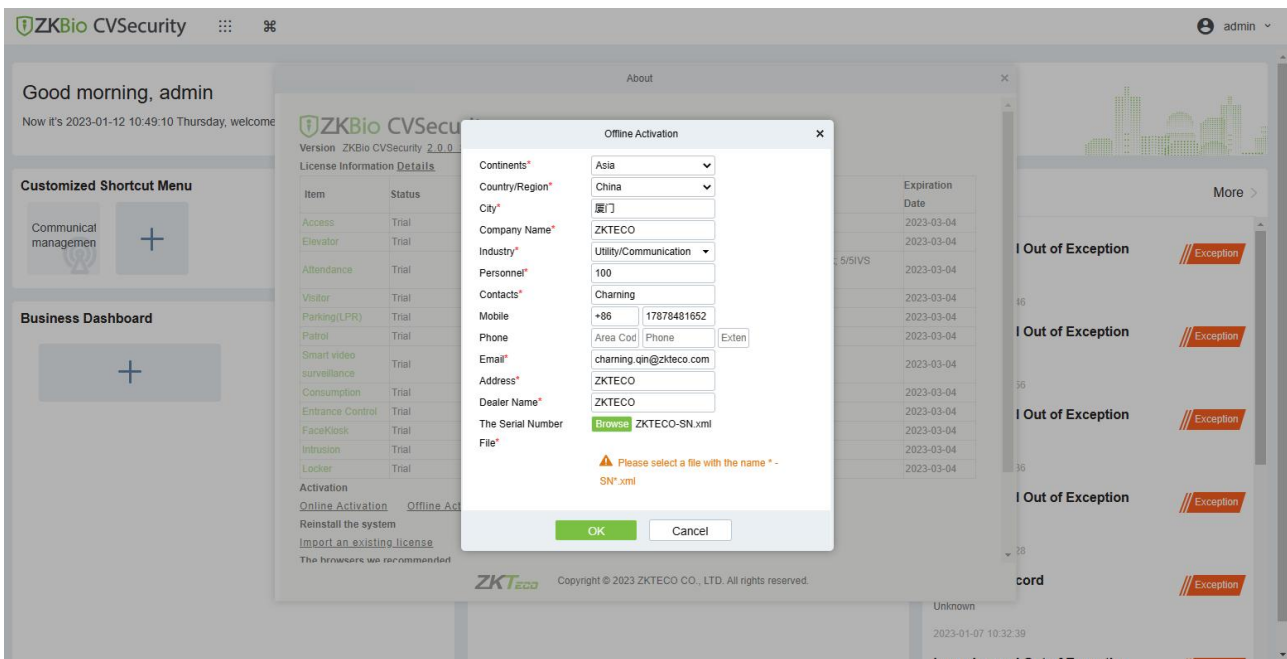 ZKBio CVSecurity
admin
Good morning, admin
Now it's 2023-01-12 10:49:10 Thursday, welcome
Customized Shortcut Menu
Communicat
managemen
Business Dashboard
About
ZKBio CVSecu
Version ZKBio CVSecurity 2.0.0
License Information Details
Item Status Expiration Date
Access Trial 2023-03-04
Elevator Trial 2023-03-04
Attendance Trial 5/5IVS 2023-03-04
Visitor Trial 2023-03-04
Parking(LPR) Trial 2023-03-04
Patrol Trial 2023-03-04
Smart video surveillance Trial 2023-03-04
Consumption Trial 2023-03-04
Entrance Control Trial 2023-03-04
FaceKiosk Trial 2023-03-04
Intrusion Trial 2023-03-04
Locker Trial 2023-03-04
Activation
Online Activation Offline Act
Reinstall the system
Import an existing license
The browsers we recommended
ZKTECO Copyright © 2023 ZKTECO CO., LTD. All rights reserved.
Offline Activation
Continents* Asia
Country/Region* China
City* 厦门
Company Name* ZKTECO
Industry* Utility/Communication
Personnel* 100
Contacts* Charning
Mobile +86 17878481652
Phone Area Cod Phone Exten
Email* charning.qin@zkteco.com
Address* ZKTECO
Dealer Name* ZKTECO
The Serial Number Browse ZKTECO-SN.xml
File*
Please select a file with the name * -
SN*.xml
OK Cancel
More
l Out of Exception Exception
46
l Out of Exception Exception
56
l Out of Exception Exception
36
l Out of Exception Exception
28
cord Exception
Unknown
2023-01-07 10:32:39